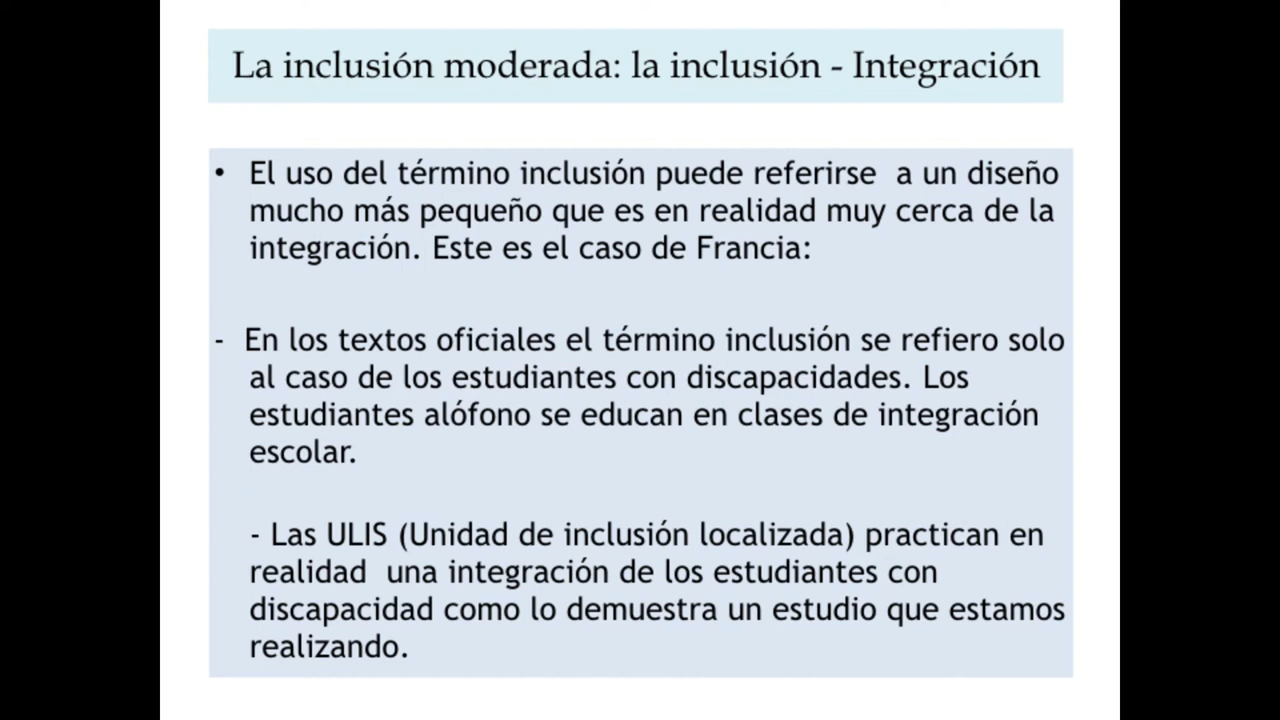 La inclusión moderada: la inclusión - Integración
• El uso del término inclusión puede referirse  a un diseño
mucho más pequeño que es en realidad muy cerca de la
integración. Este es el caso de Francia:
- En los textos oficiales el término inclusión se refiero solo
al caso de los estudiantes con discapacidades. Los
estudiantes alófono se educan en clases de integración
escolar.
- Las ULIS (Unidad de inclusión localizada) practican en
realidad  una integración de los estudiantes con
discapacidad como lo demuestra un estudio que estamos
realizando.